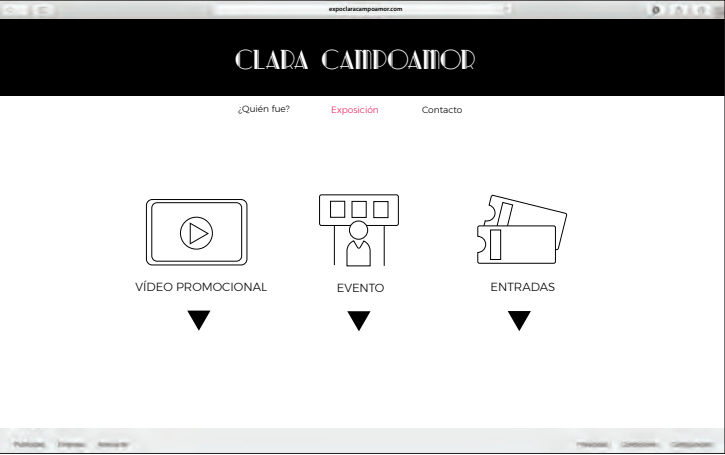 expoclaracampoamor.com
CLARA CAMPOAMOR
¿Quién fue? Exposición Contacto
VÍDEO PROMOCIONAL EVENTO ENTRADAS